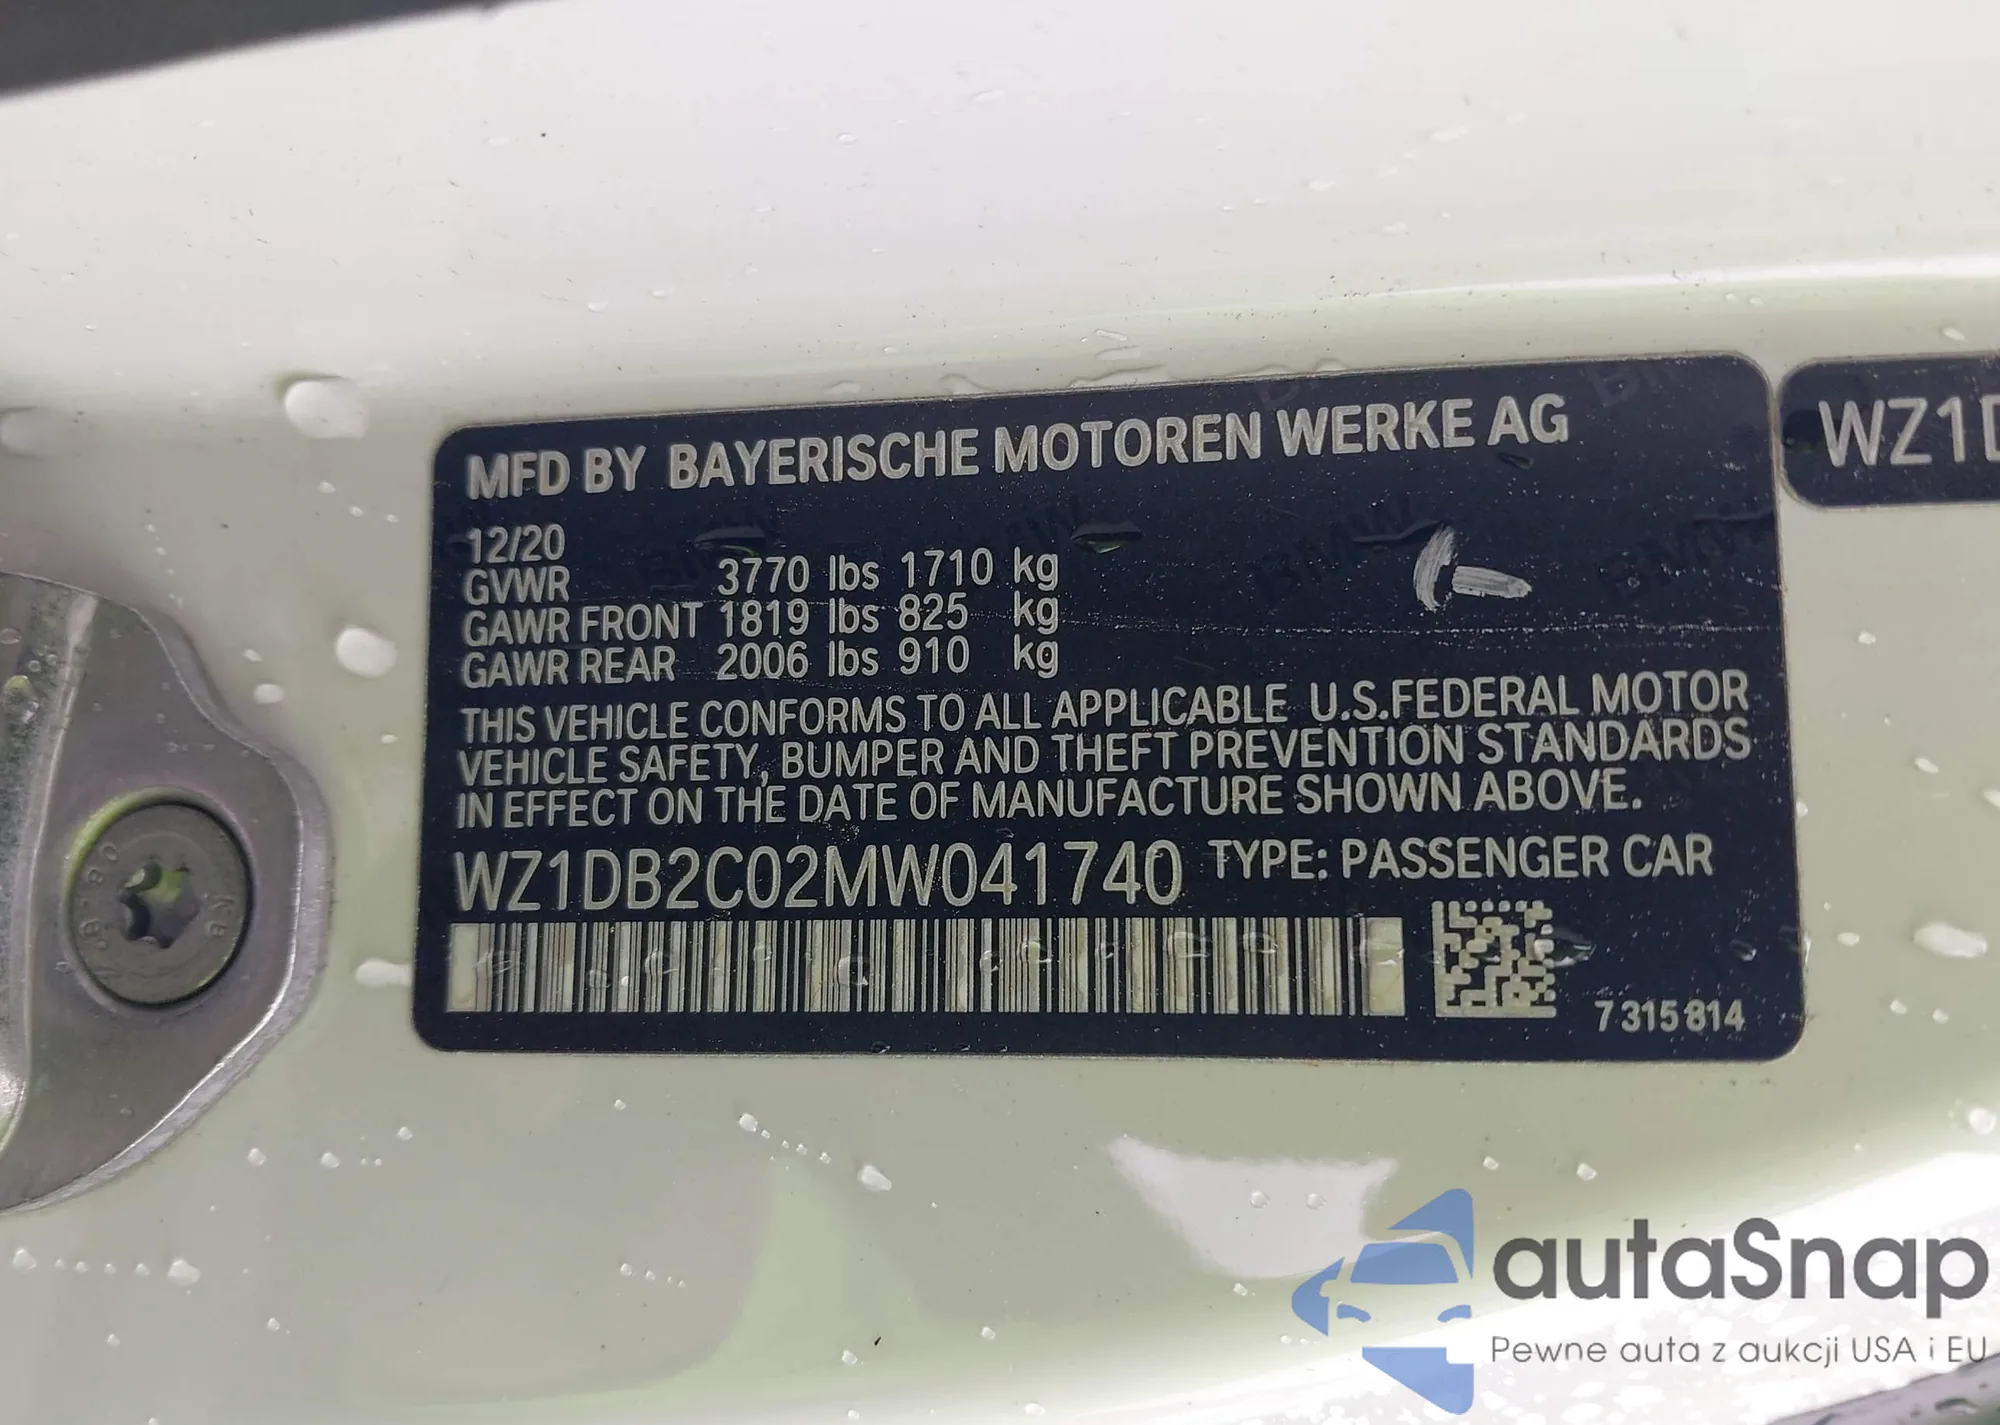 MFD BY BAYERISCHE MOTOREN WERKE AG
12/20
GVWR 3770 lbs 1710 kg
GAWR FRONT 1819 lbs 825 kg
GAWR REAR 2006 lbs 910 kg
THIS VEHICLE CONFORMS TO ALL APPLICABLE U.S.FEDERAL MOTOR
VEHICLE SAFETY, BUMPER AND THEFT PREVENTION STANDARDS
IN EFFECT ON THE DATE OF MANUFACTURE SHOWN ABOVE.
WZ1DB2C02MW041740 TYPE: PASSENGER CAR
7 315 814
WZ1D
autaSnap
Pewne auta z aukcji USA i EU